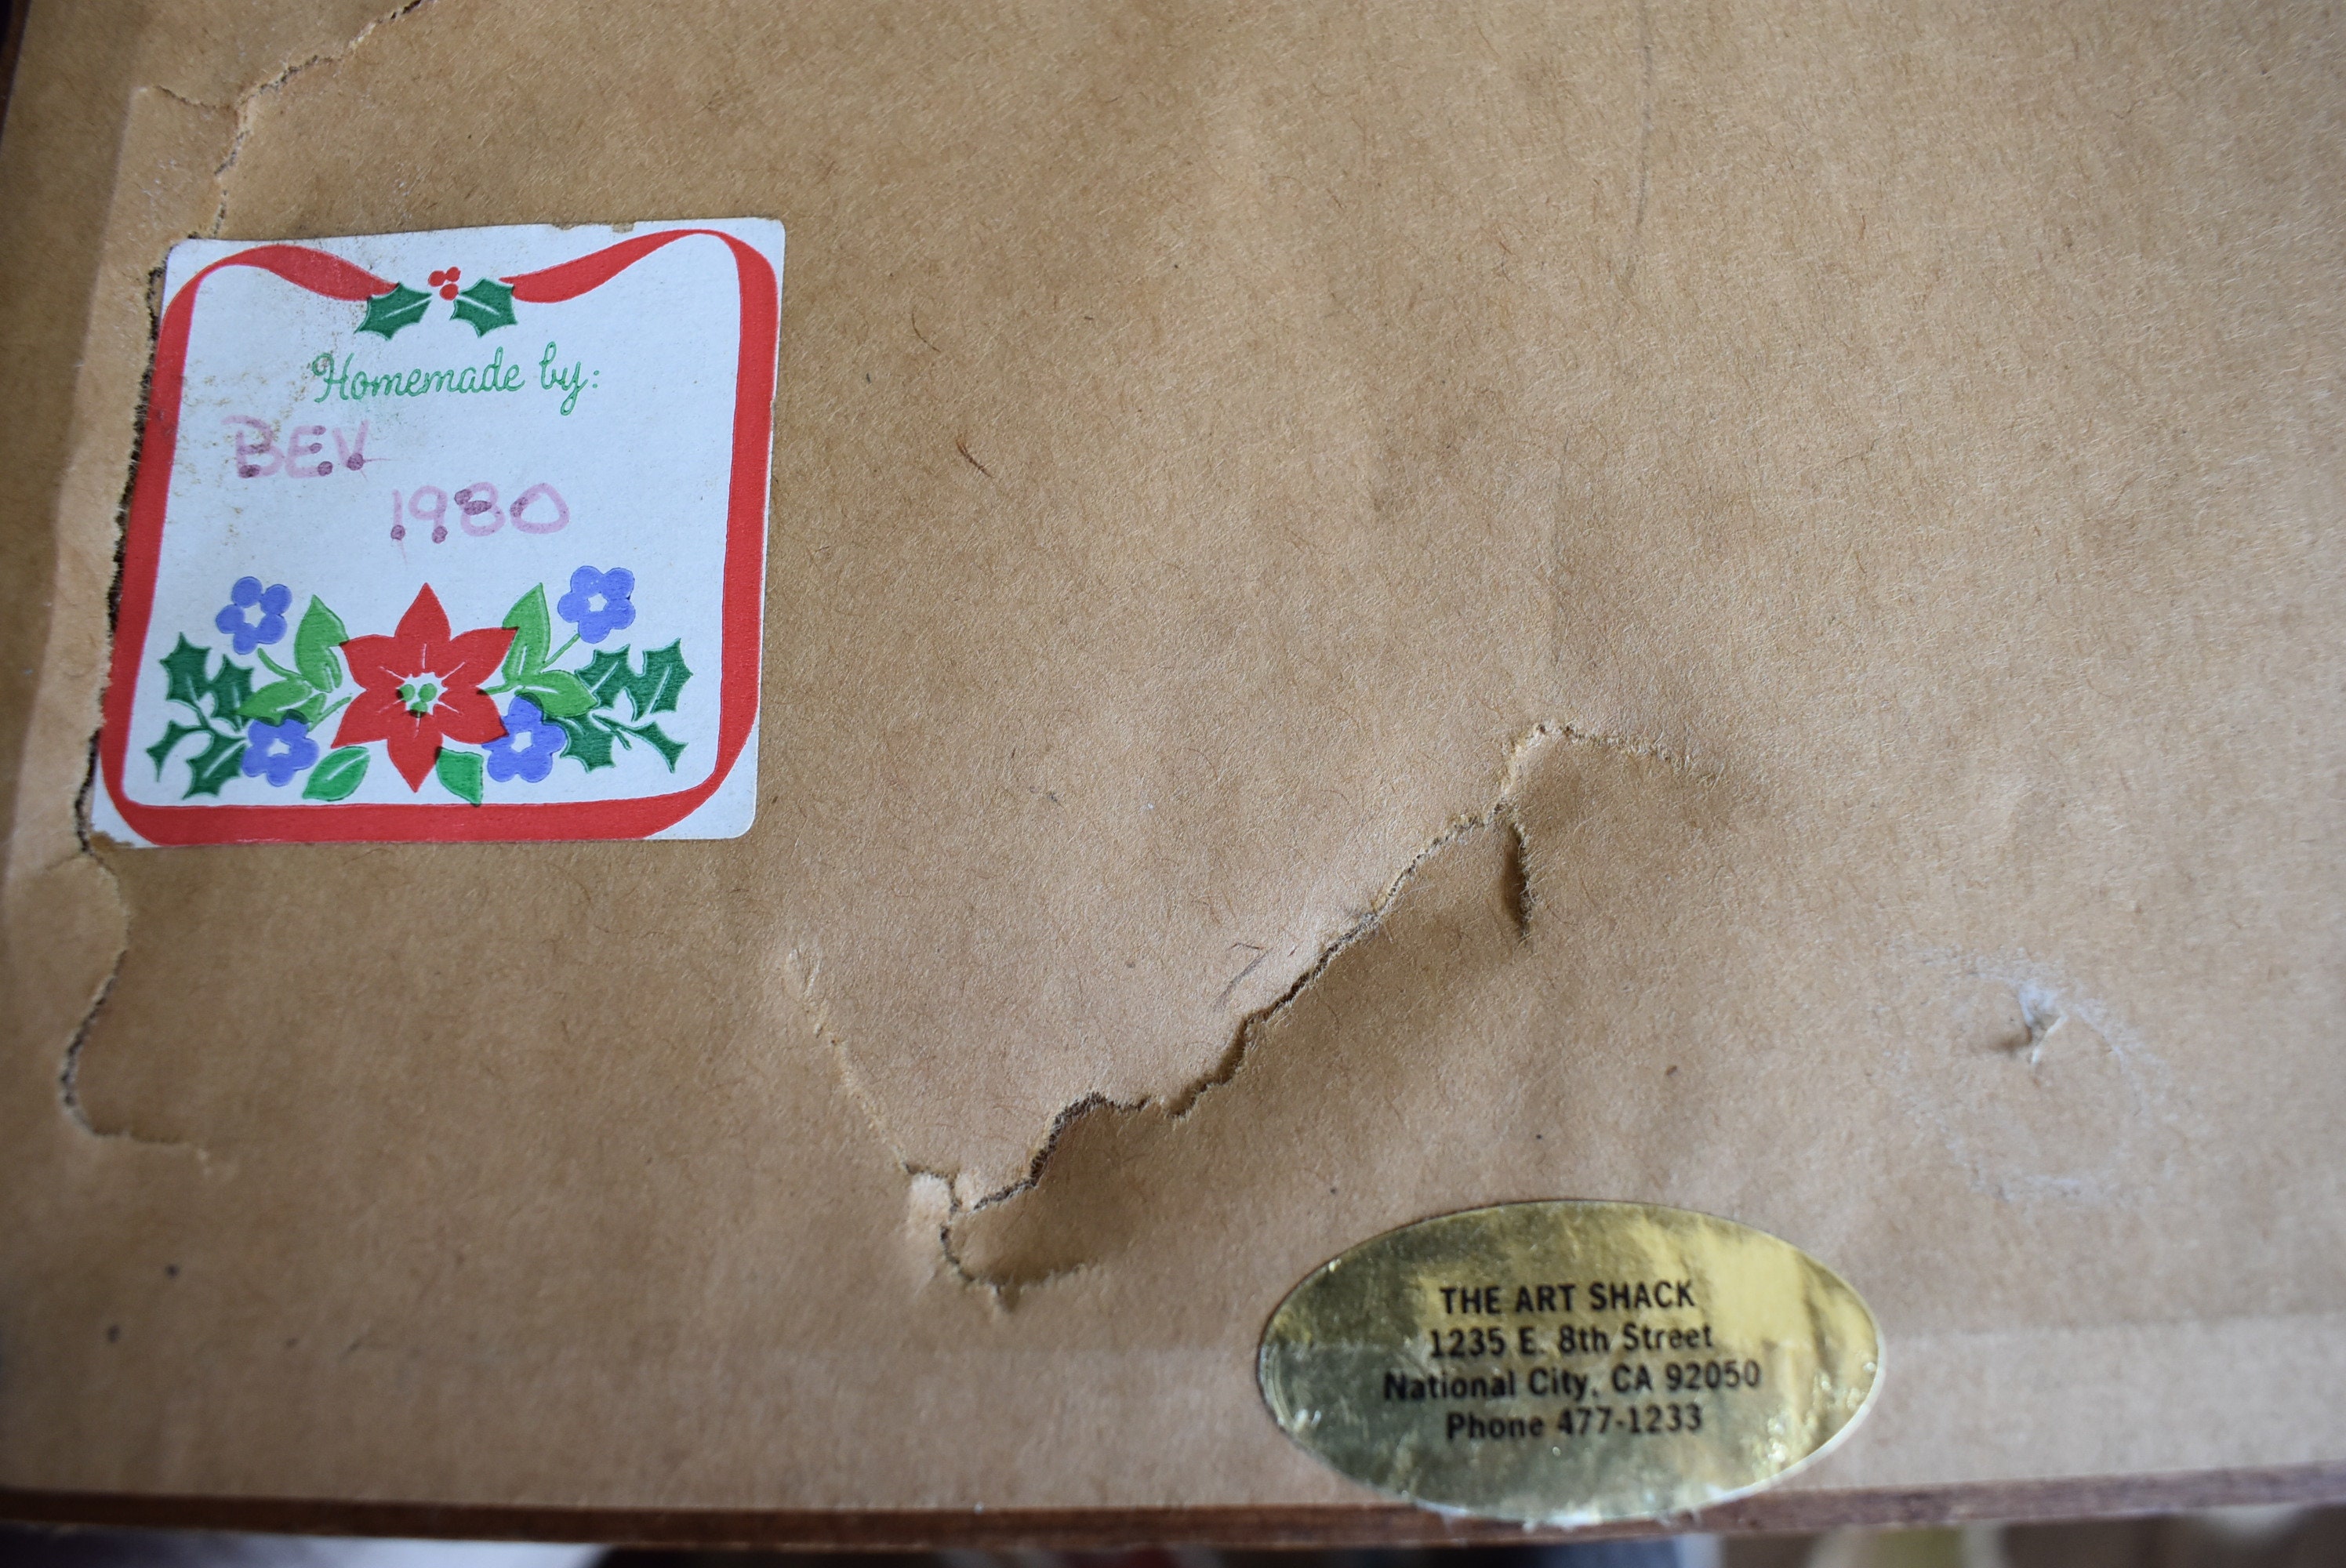 Homemade by:
BEV
1980
THE ART SHACK
1235 E. 8th Street
National City, CA 92050
Phone 477-1233